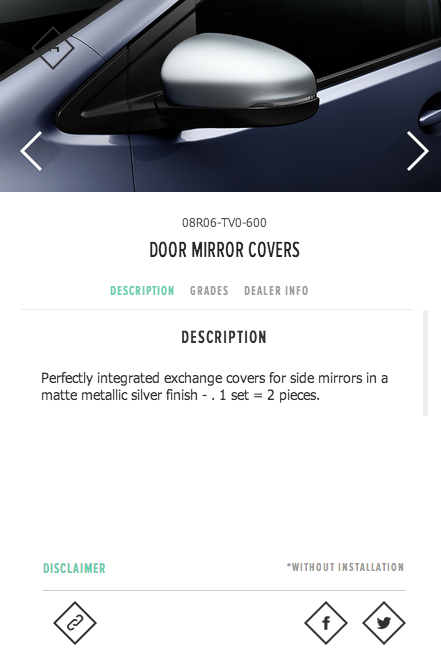 08R06-TV0-600
DOOR MIRROR COVERS
DESCRIPTION GRADES DEALER INFO
DESCRIPTION
Perfectly integrated exchange covers for side mirrors in a
matte metallic silver finish - . 1 set = 2 pieces.
DISCLAIMER *WITHOUT INSTALLATION